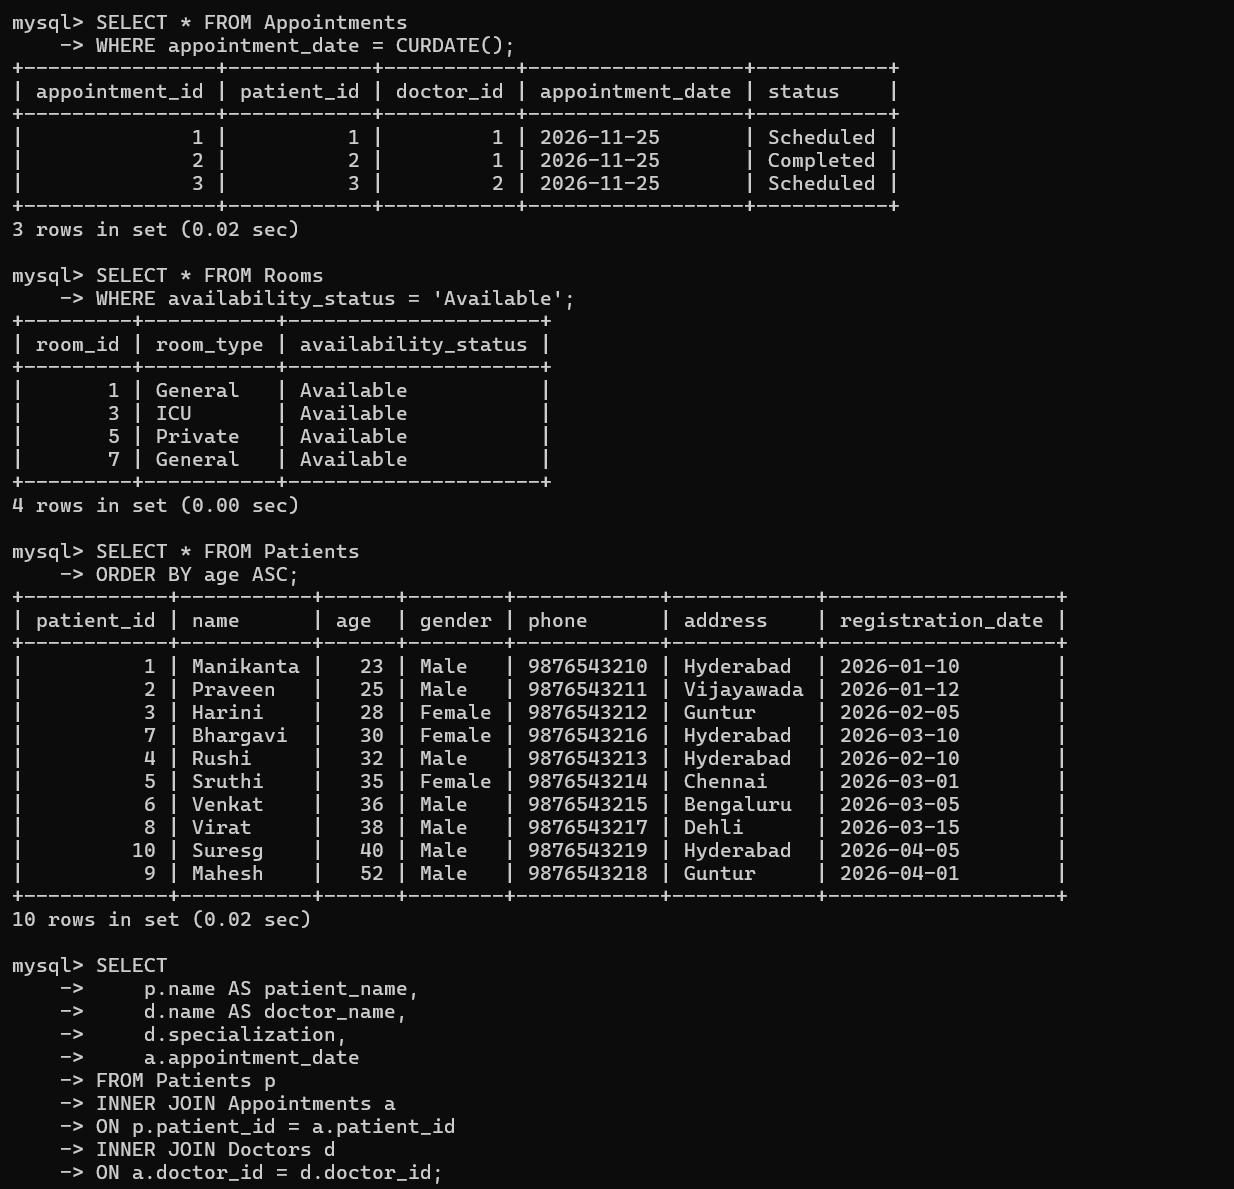 mysql> SELECT * FROM Appointments
    -> WHERE appointment_date = CURDATE();
+----------------+------------+-----------+------------------+-----------+
| appointment_id | patient_id | doctor_id | appointment_date | status    |
+----------------+------------+-----------+------------------+-----------+
|              1 |          1 |         1 | 2026-11-25       | Scheduled |
|              2 |          2 |         1 | 2026-11-25       | Completed |
|              3 |          3 |         2 | 2026-11-25       | Scheduled |
+----------------+------------+-----------+------------------+-----------+
3 rows in set (0.02 sec)

mysql> SELECT * FROM Rooms
    -> WHERE availability_status = 'Available';
+---------+-----------+---------------------+
| room_id | room_type | availability_status |
+---------+-----------+---------------------+
|       1 | General   | Available           |
|       3 | ICU       | Available           |
|       5 | Private   | Available           |
|       7 | General   | Available           |
+---------+-----------+---------------------+
4 rows in set (0.00 sec)

mysql> SELECT * FROM Patients
    -> ORDER BY age ASC;
+------------+-----------+------+--------+------------+------------+-------------------+
| patient_id | name      | age  | gender | phone      | address    | registration_date |
+------------+-----------+------+--------+------------+------------+-------------------+
|          1 | Manikanta |   23 | Male   | 9876543210 | Hyderabad  | 2026-01-10        |
|          2 | Praveen   |   25 | Male   | 9876543211 | Vijayawada | 2026-01-12        |
|          3 | Harini    |   28 | Female | 9876543212 | Guntur     | 2026-02-05        |
|          7 | Bhargavi  |   30 | Female | 9876543216 | Hyderabad  | 2026-03-10        |
|          4 | Rushi     |   32 | Male   | 9876543213 | Hyderabad  | 2026-02-10        |
|          5 | Sruthi    |   35 | Female | 9876543214 | Chennai    | 2026-03-01        |
|          6 | Venkat    |   36 | Male   | 9876543215 | Bengaluru  | 2026-03-05        |
|          8 | Virat     |   38 | Male   | 9876543217 | Dehli      | 2026-03-15        |
|         10 | Suresg    |   40 | Male   | 9876543219 | Hyderabad  | 2026-04-05        |
|          9 | Mahesh    |   52 | Male   | 9876543218 | Guntur     | 2026-04-01        |
+------------+-----------+------+--------+------------+------------+-------------------+
10 rows in set (0.02 sec)

mysql> SELECT
    ->     p.name AS patient_name,
    ->     d.name AS doctor_name,
    ->     d.specialization,
    ->     a.appointment_date
    -> FROM Patients p
    -> INNER JOIN Appointments a
    -> ON p.patient_id = a.patient_id
    -> INNER JOIN Doctors d
    -> ON a.doctor_id = d.doctor_id;